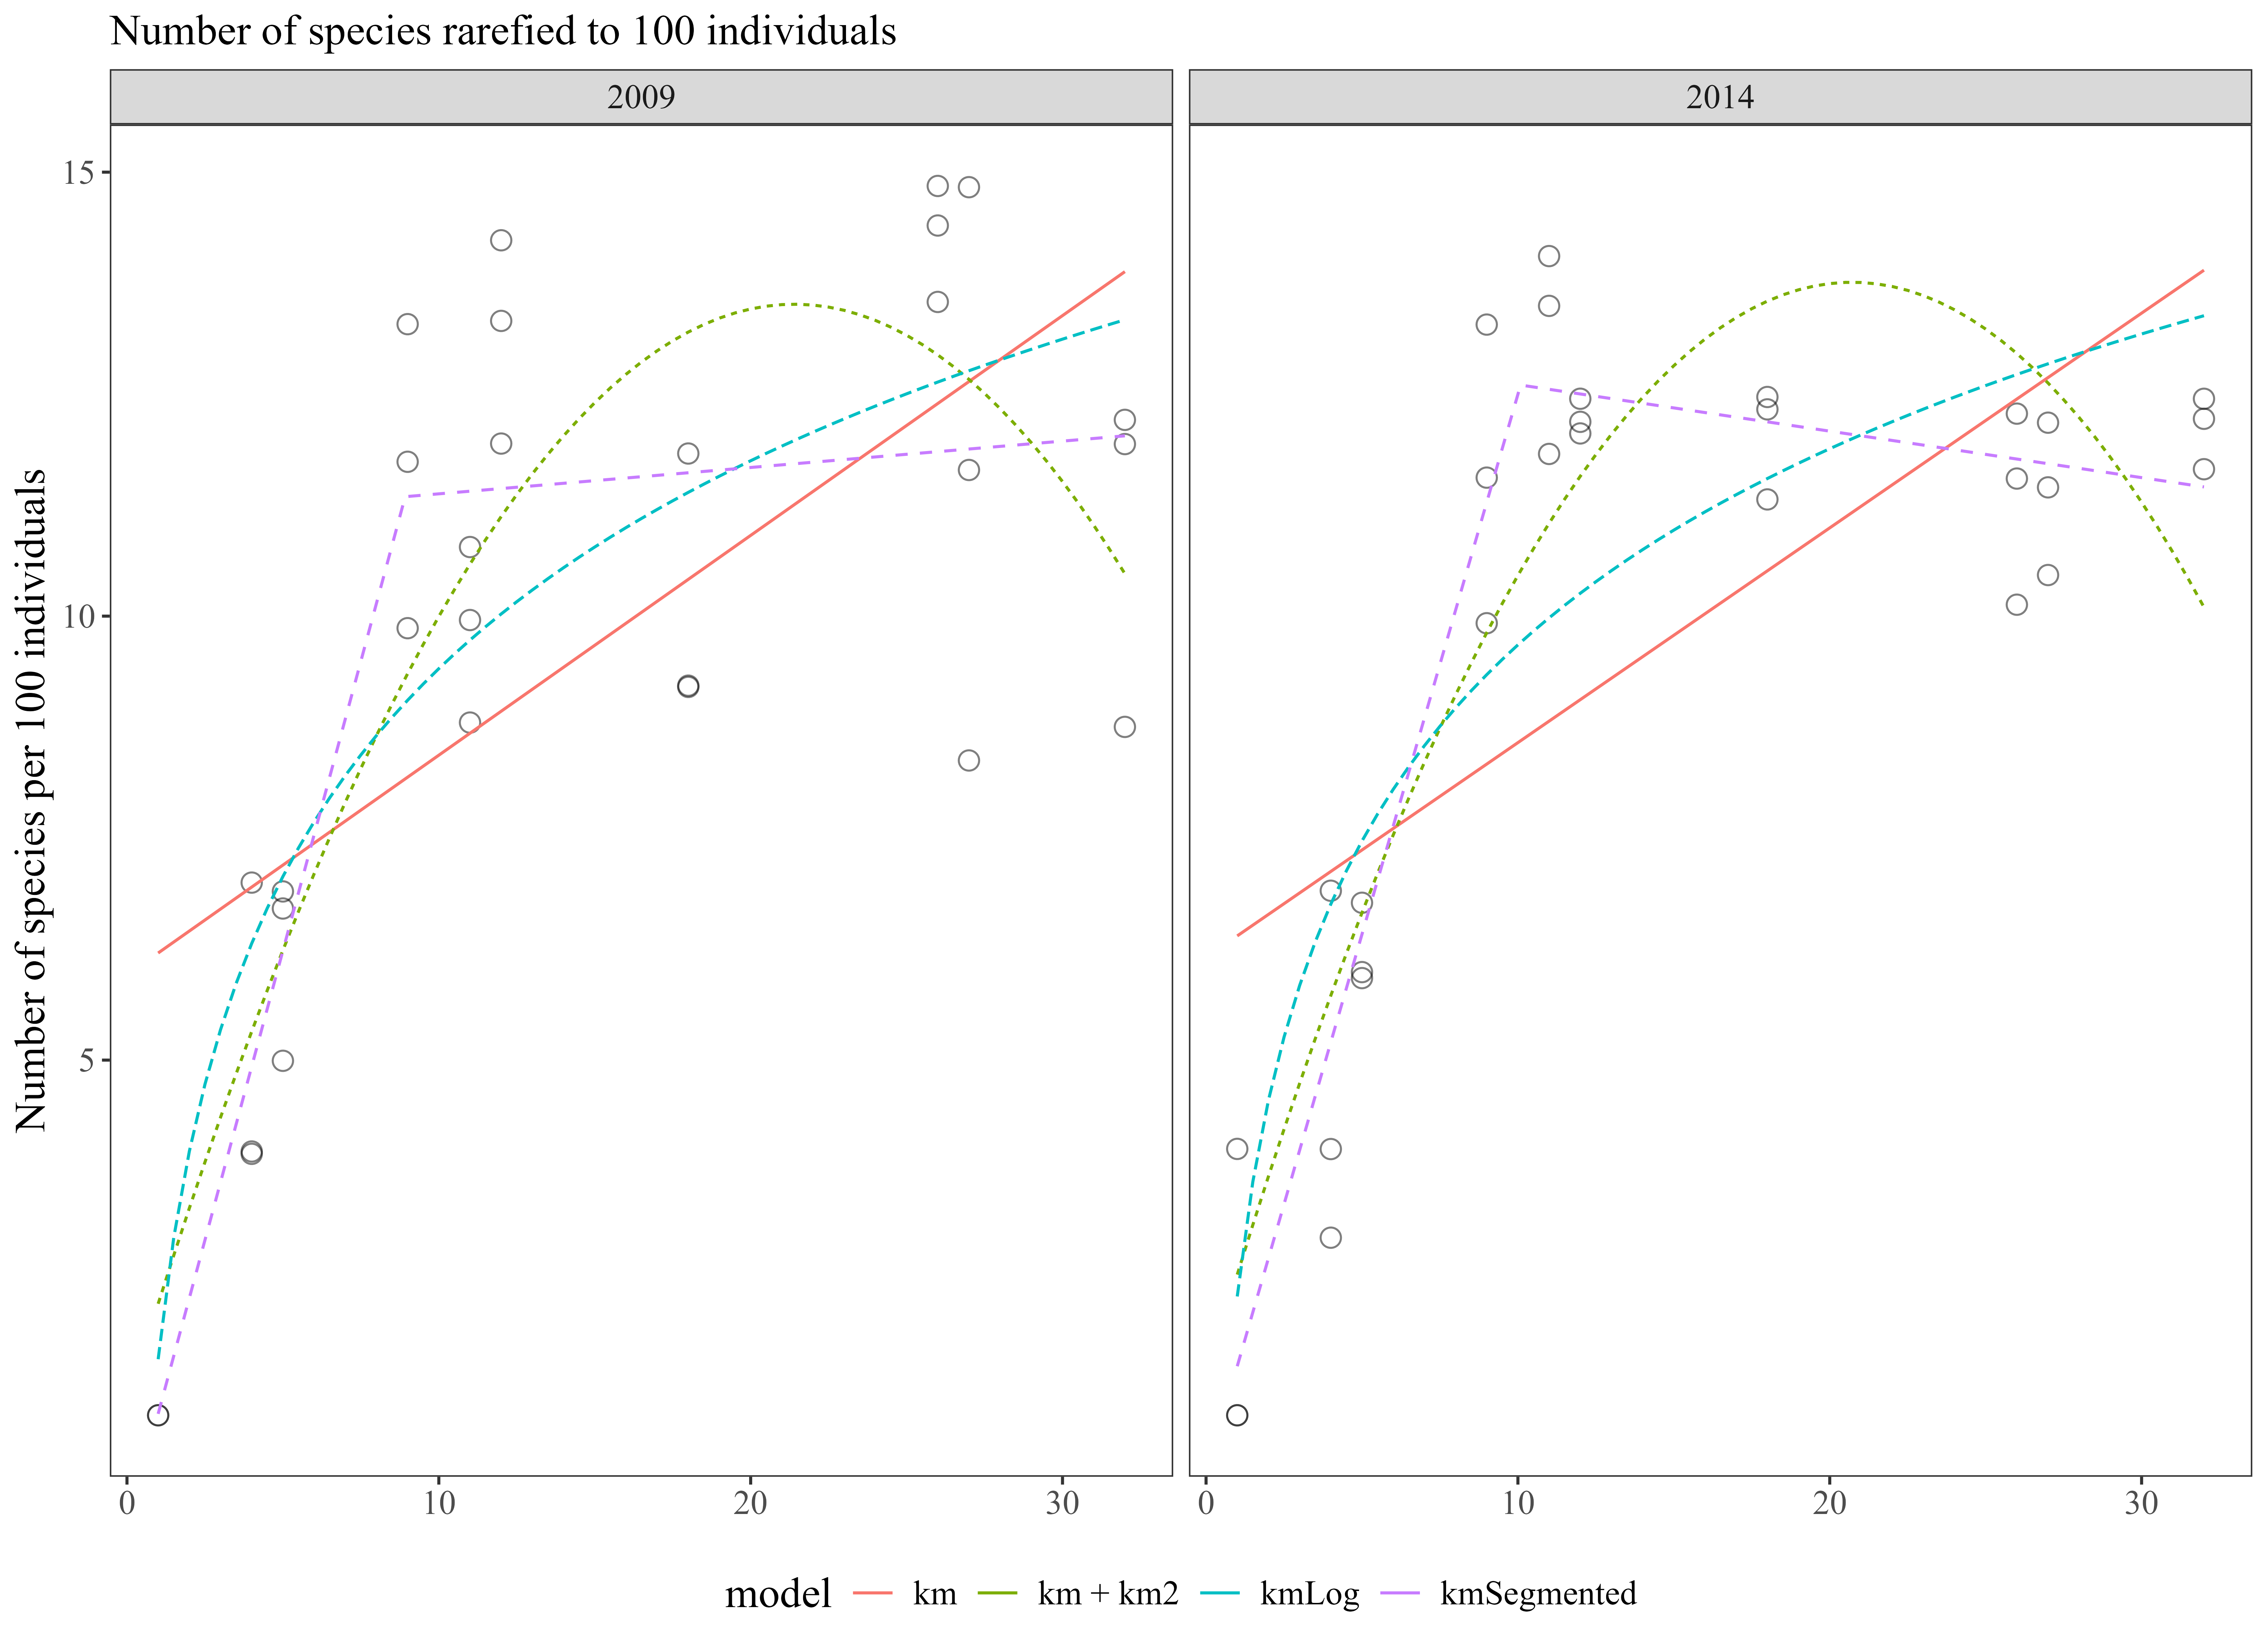 Number of species rarefied to 100 individuals
2009 2014
Number of species per 100 individuals
15
10
5
0 10 20 30 0 10 20 30
model km km + km2 kmLog kmSegmented